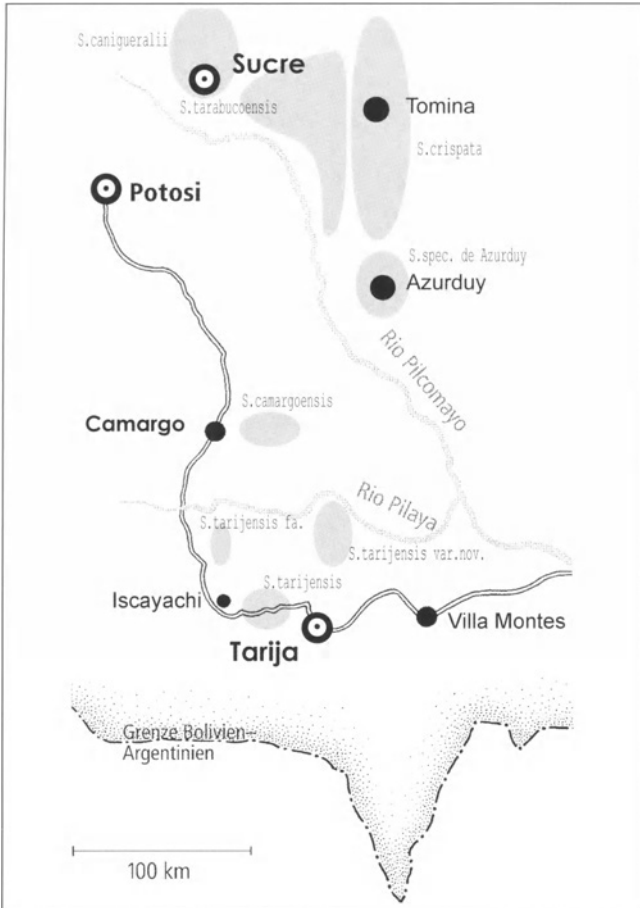 S.canigueralii
Sucre
S.tarabucoensis
Tomina
S.crispata
Potosi
S.spec. de Azurduy
Azurduy
Rio Pilcomayo
S.camargoensis
Camargo
Rio Pilaya
S.tarijensis fa.
S.tarijensis var.nov.
S.tarijensis
Iscayachi
Villa Montes
Tarija
Grenze Bolivien–
Argentinien
100 km